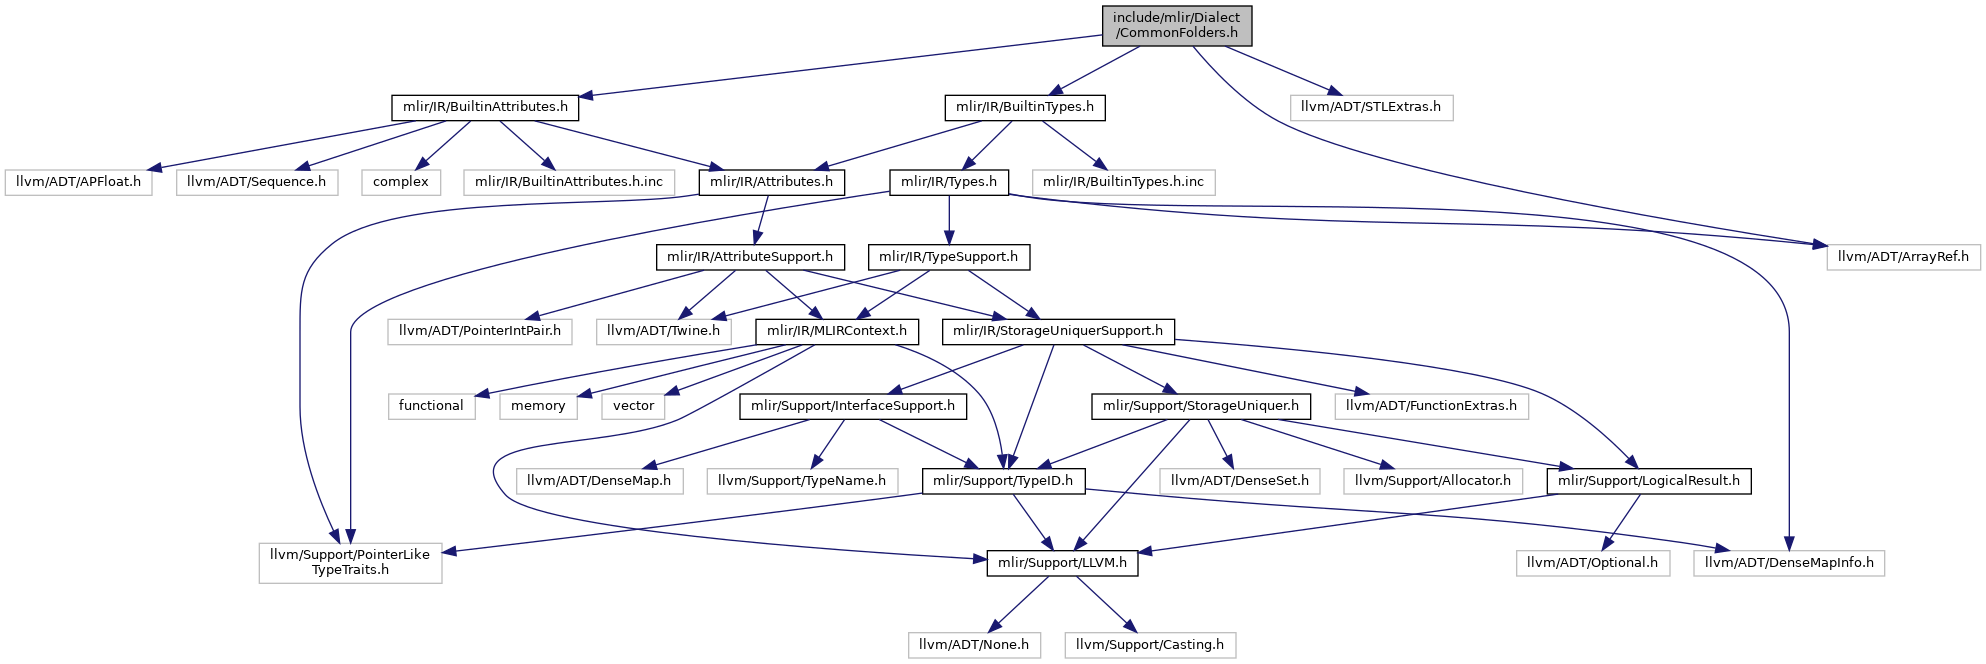 include/mlir/Dialect
/CommonFolders.h
mlir/IR/BuiltinAttributes.h
mlir/IR/BuiltinTypes.h
llvm/ADT/STLExtras.h
llvm/ADT/APFloat.h
llvm/ADT/Sequence.h
complex
mlir/IR/BuiltinAttributes.h.inc
mlir/IR/Attributes.h
mlir/IR/Types.h
mlir/IR/BuiltinTypes.h.inc
mlir/IR/AttributeSupport.h
mlir/IR/TypeSupport.h
llvm/ADT/ArrayRef.h
llvm/ADT/PointerIntPair.h
llvm/ADT/Twine.h
mlir/IR/MLIRContext.h
mlir/IR/StorageUniquerSupport.h
functional
memory
vector
mlir/Support/InterfaceSupport.h
mlir/Support/StorageUniquer.h
llvm/ADT/FunctionExtras.h
llvm/ADT/DenseMap.h
llvm/Support/TypeName.h
mlir/Support/TypeID.h
llvm/ADT/DenseSet.h
llvm/Support/Allocator.h
mlir/Support/LogicalResult.h
llvm/Support/PointerLike
TypeTraits.h
mlir/Support/LLVM.h
llvm/ADT/Optional.h
llvm/ADT/DenseMapInfo.h
llvm/ADT/None.h
llvm/Support/Casting.h